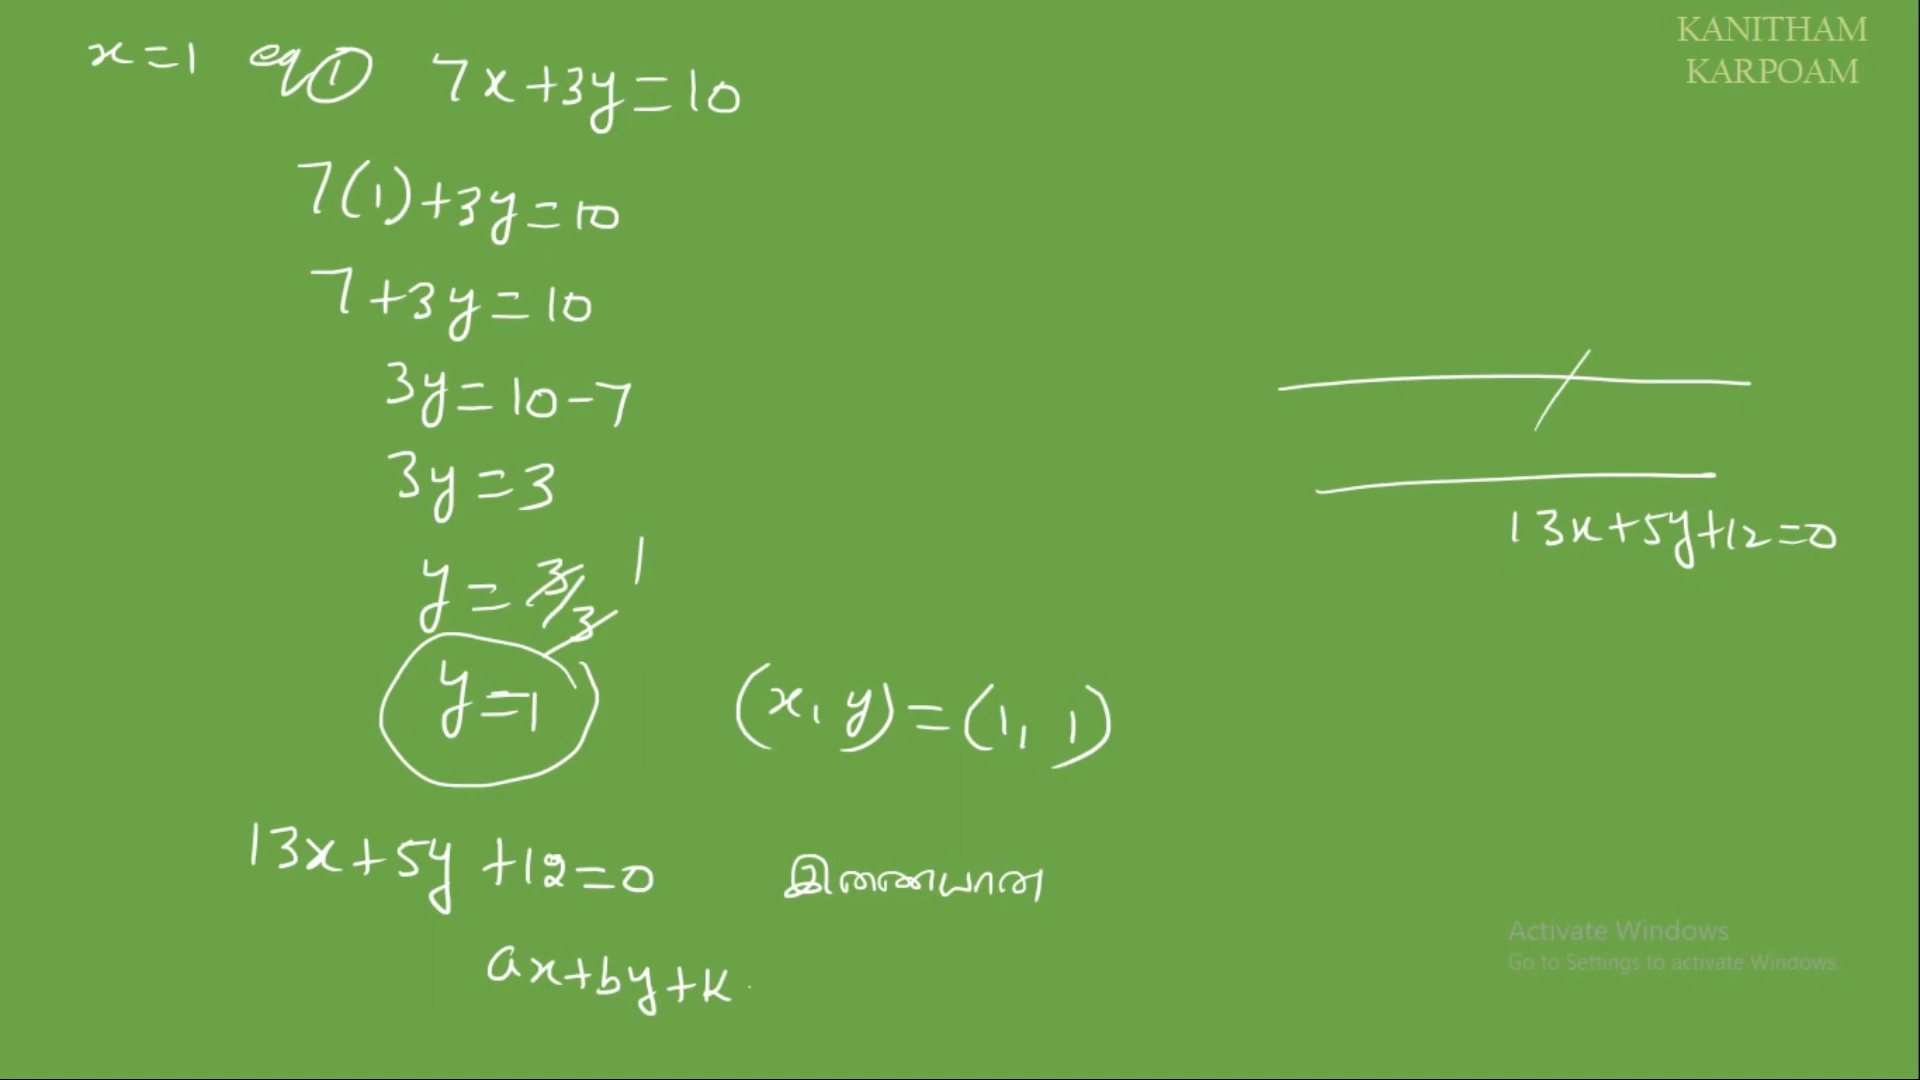 KANITHAM
KARPOAM
x=1 eq① 7x+3y=10
7(1)+3y=10
7+3y=10
3y=10-7
3y=3
y=3/3 1
y=1
(x, y)=(1, 1)
13x+5y+12=0
13x+5y+12=0 இணையான
ax+by+k
Activate Windows
Go to Settings to activate Windows.